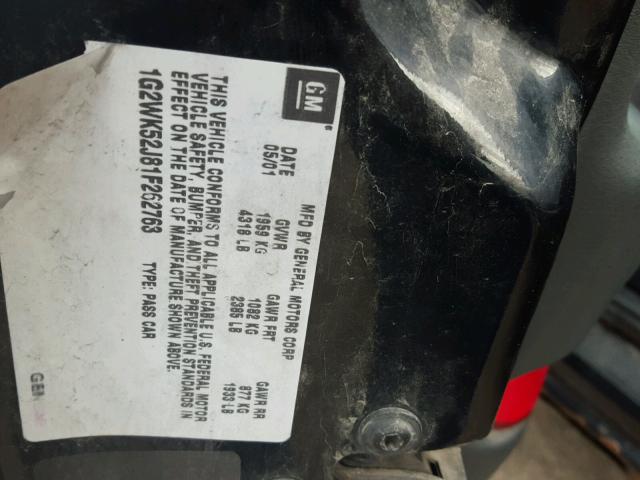 GM
MFD BY GENERAL MOTORS CORP
DATE GVWR GAWR FRT GAWR RR
05/01 1959 KG 1082 KG 877 KG
4318 LB 2385 LB 1933 LB
THIS VEHICLE CONFORMS TO ALL APPLICABLE U.S. FEDERAL MOTOR
VEHICLE SAFETY, BUMPER, AND THEFT PREVENTION STANDARDS IN
EFFECT ON THE DATE OF MANUFACTURE SHOWN ABOVE.
1G2WK52J81F262763 TYPE: PASS CAR